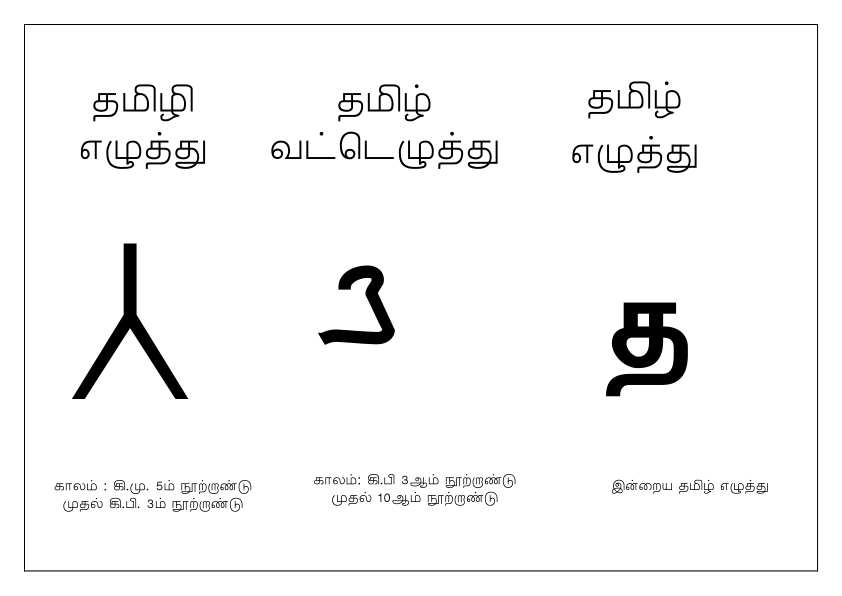 தமிழி
எழுத்து
தமிழ்
வட்டெழுத்து
தமிழ்
எழுத்து
த
காலம் : கி.மு. 5ம் நூற்றாண்டு
முதல் கி.பி. 3ம் நூற்றாண்டு
காலம்: கி.பி 3ஆம் நூற்றாண்டு
முதல் 10ஆம் நூற்றாண்டு
இன்றைய தமிழ் எழுத்து